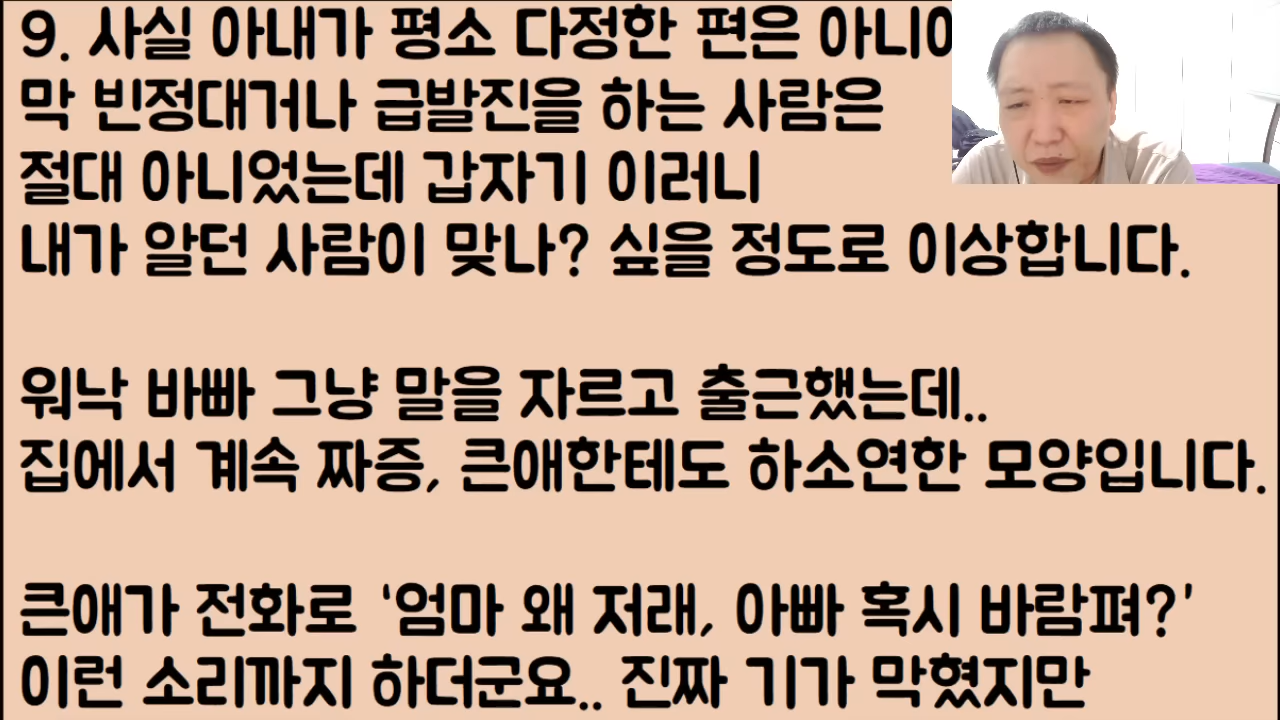 9. 사실 아내가 평소 다정한 편은 아니
막 빈정대거나 급발진을 하는 사람은
절대 아니었는데 갑자기 이러니
내가 알던 사람이 맞나? 싶을 정도로 이상합니다.
워낙 바빠 그냥 말을 자르고 출근했는데..
집에서 계속 짜증, 큰애한테도 하소연한 모양입니다.
큰애가 전화로 '엄마 왜 저래, 아빠 혹시 바람펴?'
이런 소리까지 하더군요.. 진짜 기가 막혔지만